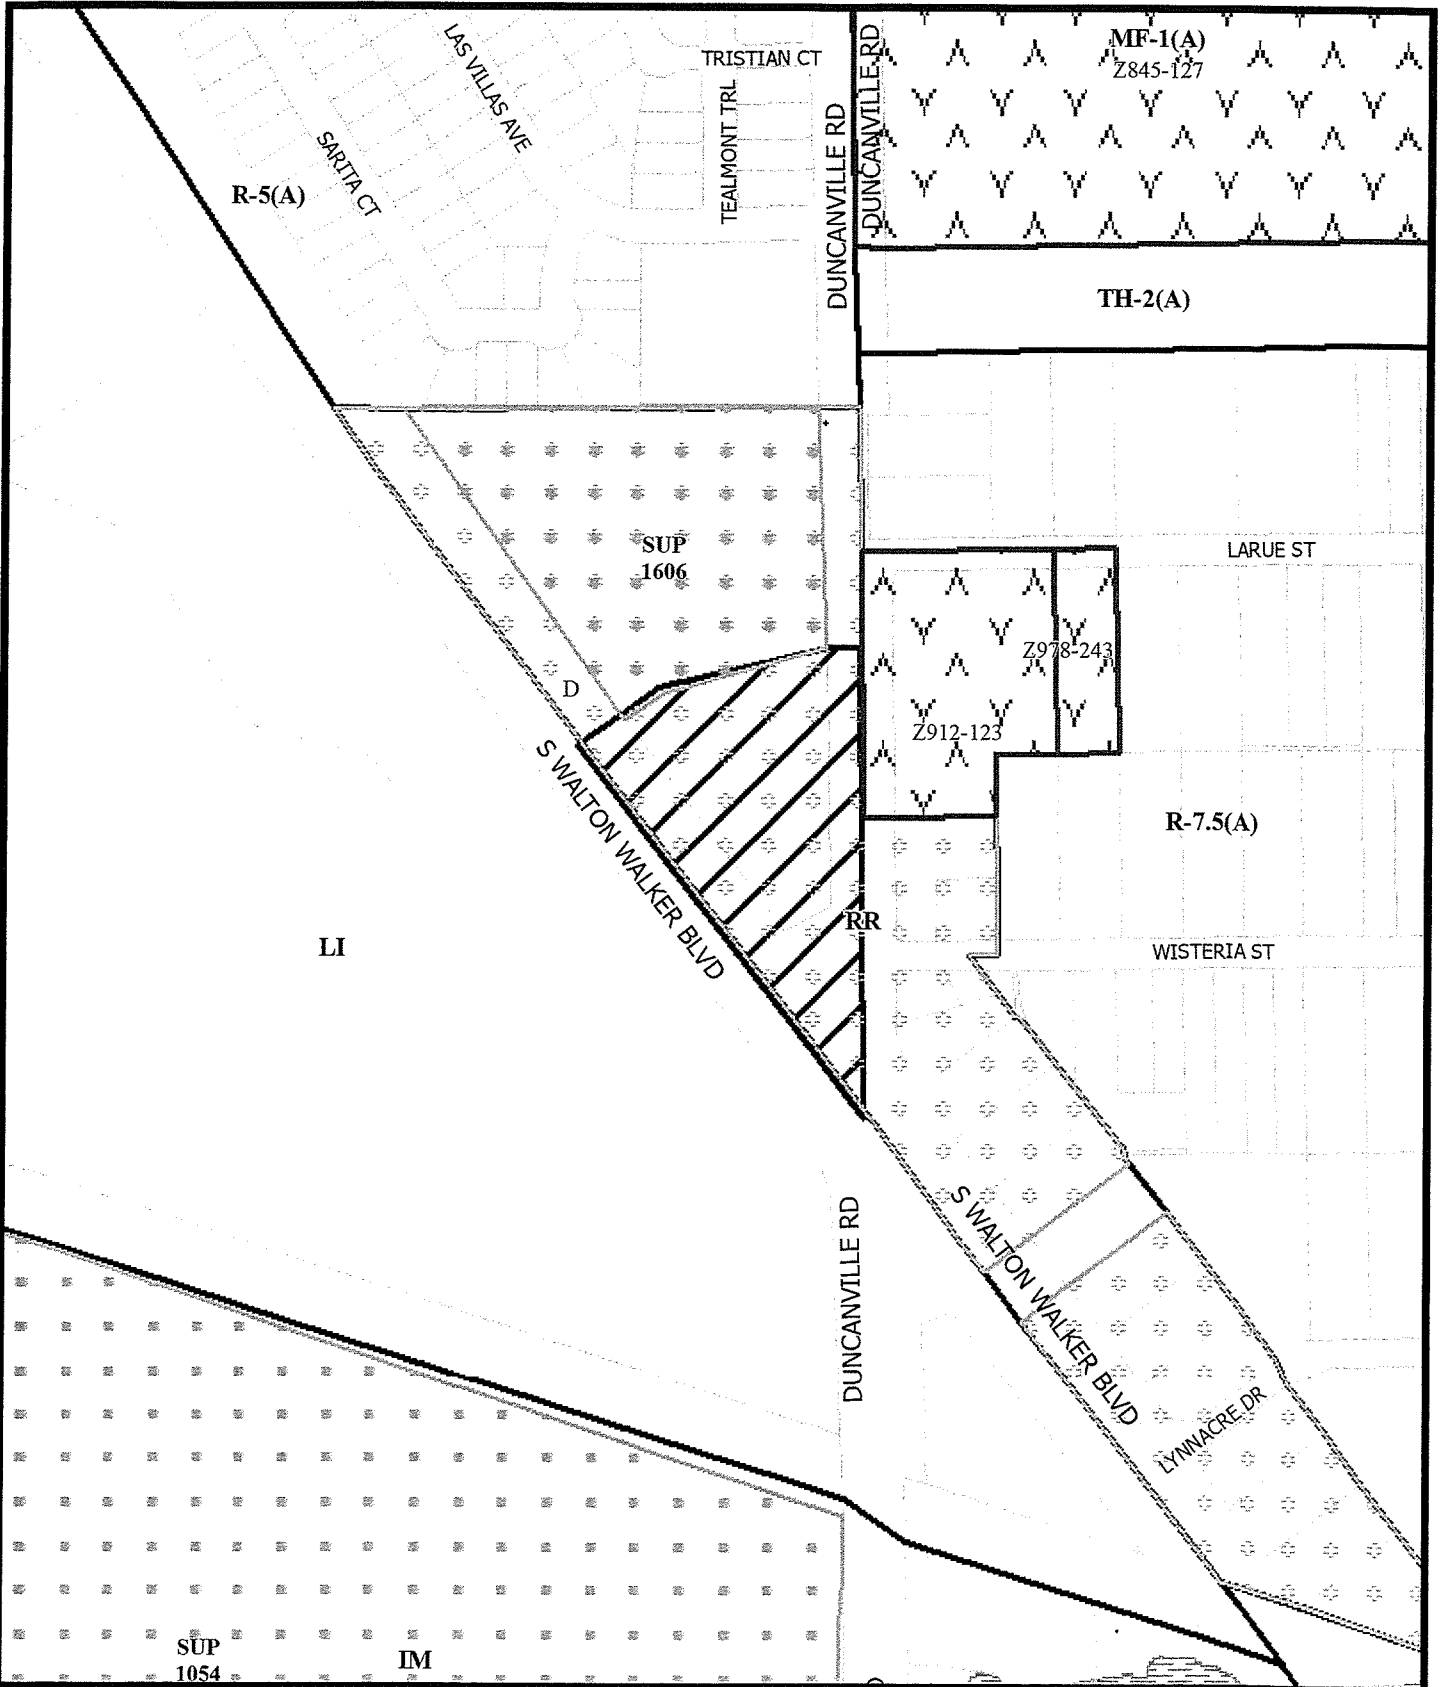 MF-1(A)
Z845-127
TRISTIAN CT
DUNCANVILLE RD
LAS VILLAS AVE
TEALMONT TRL
DUNCANVILLE RD
SARITA CT
R-5(A)
TH-2(A)
SUP
1606
LARUE ST
Z978-243
D
Z912-123
S WALTON WALKER BLVD
R-7.5(A)
RR
LI
WISTERIA ST
DUNCANVILLE RD
S WALTON WALKER BLVD
LYNNACRE DR
SUP
1054
IM